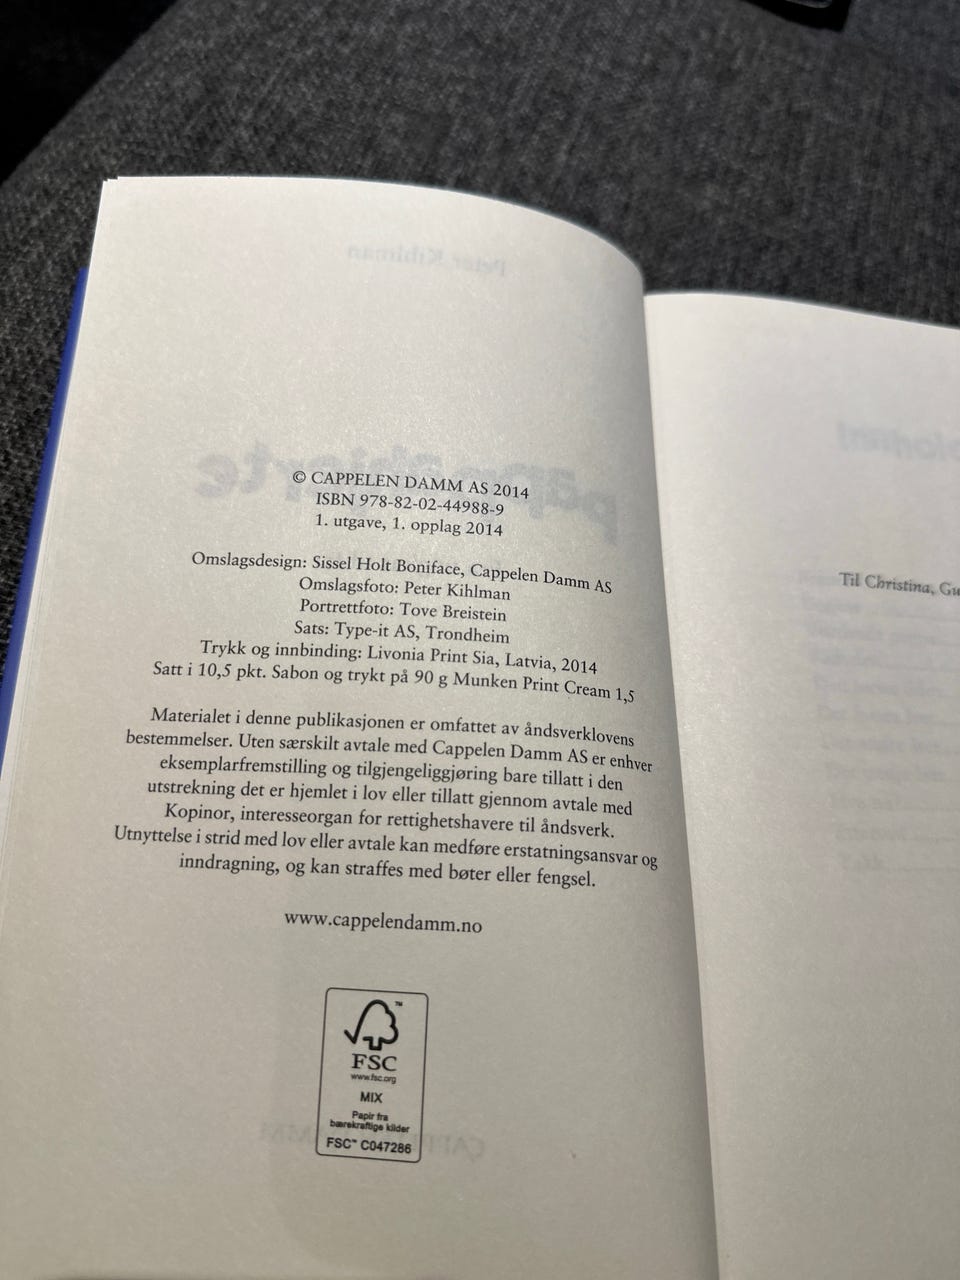 © CAPPELEN DAMM AS 2014
ISBN 978-82-02-44988-9
1. utgave, 1. opplag 2014
Omslagsdesign: Sissel Holt Boniface, Cappelen Damm AS
Omslagsfoto: Peter Kihlman
Portrettfoto: Tove Breistein
Sats: Type-it AS, Trondheim
Trykk og innbinding: Livonia Print Sia, Latvia, 2014
Satt i 10,5 pkt. Sabon og trykt på 90 g Munken Print Cream 1,5
Materialet i denne publikasjonen er omfattet av åndsverklovens
bestemmelser. Uten særskilt avtale med Cappelen Damm AS er enhver
eksemplarfremstilling og tilgjengeliggjøring bare tillatt i den
utstrekning det er hjemlet i lov eller tillatt gjennom avtale med
Kopinor, interesseorgan for rettighetshavere til åndsverk.
Utnyttelse i strid med lov eller avtale kan medføre erstatningsansvar og
inndragning, og kan straffes med bøter eller fengsel.
www.cappelendamm.no
FSC
www.fsc.org
MIX
Papir fra
bærekraftige kilder
FSC™ C047286
Til Christina, Gu